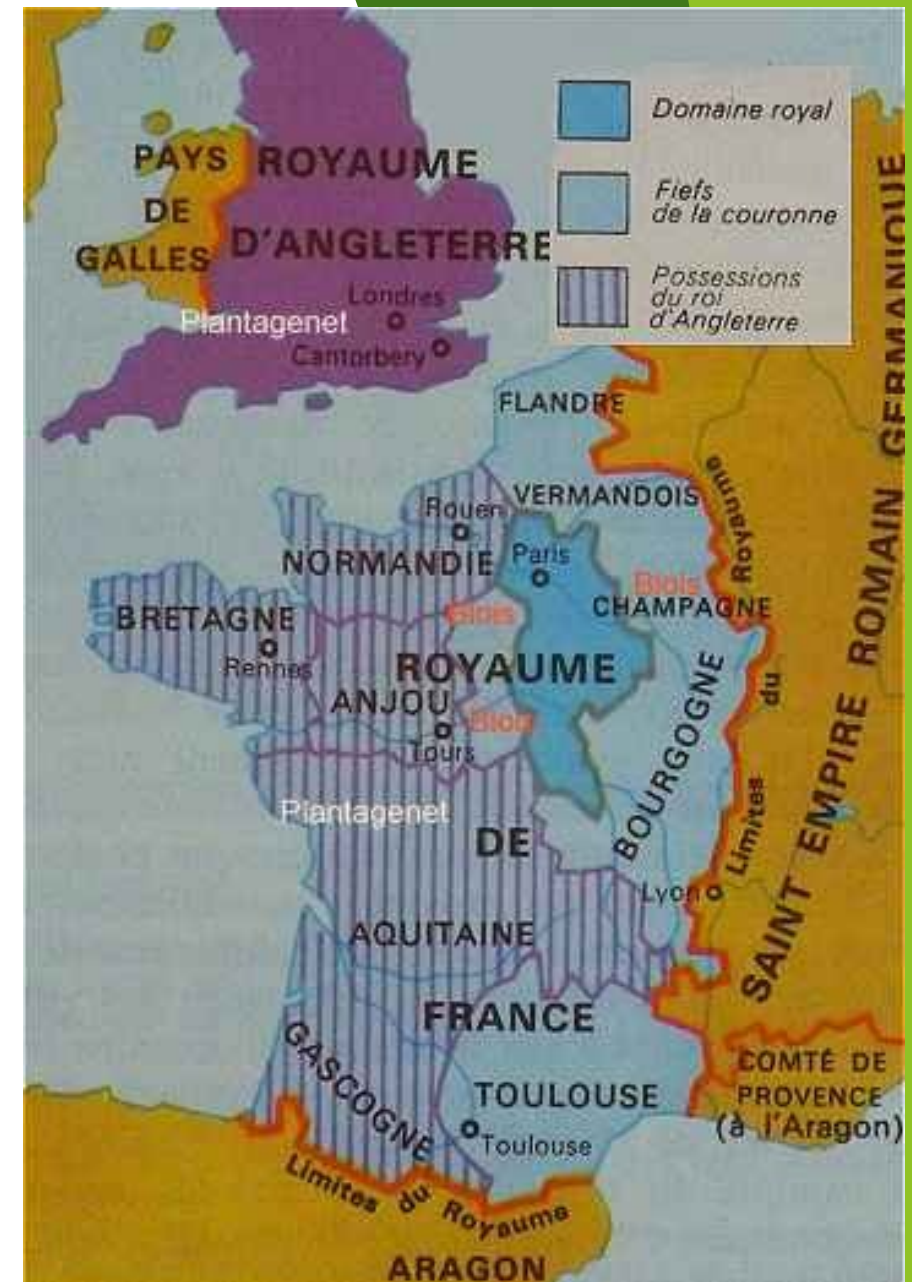 Domaine royal
Fiefs
de la couronne
Possessions
du roi
d'Angleterre
PAYS
DE
GALLES
ROYAUME
D'ANGLETERRE
Londres
Plantagenet
Cantorbery
FLANDRE
VERMANDOIS
Rouen
NORMANDIE
Paris
Blois
CHAMPAGNE
Blois
BRETAGNE
Rennes
ROYAUME
ANJOU
Blois
Tours
BOURGOGNE
Plantagenet
DE
Lyon
AQUITAINE
FRANCE
GASCOGNE
TOULOUSE
Toulouse
Limites du Royaume
Limites du Royaume
SAINT EMPIRE ROMAIN GERMANIQUE
COMTÉ DE
PROVENCE
(à l'Aragon)
ARAGON